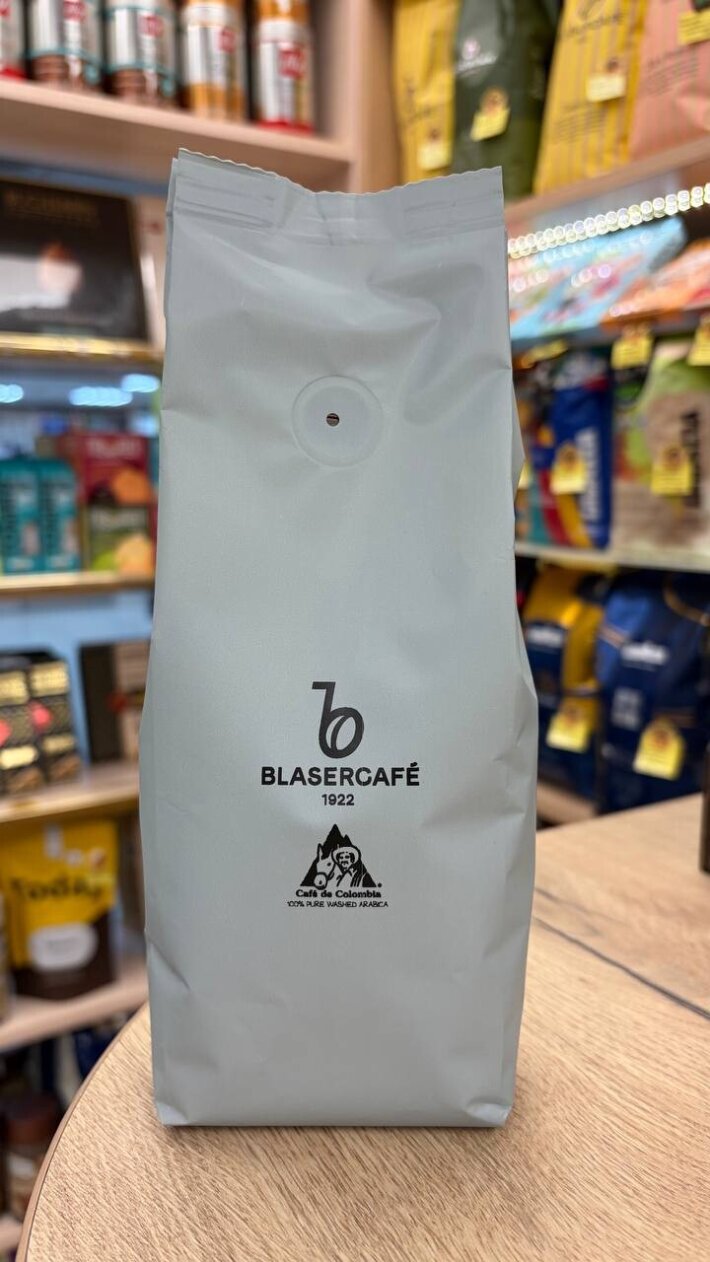 BLASERCAFÉ
1922
Café de Colombia
100% PURE WASHED ARABICA